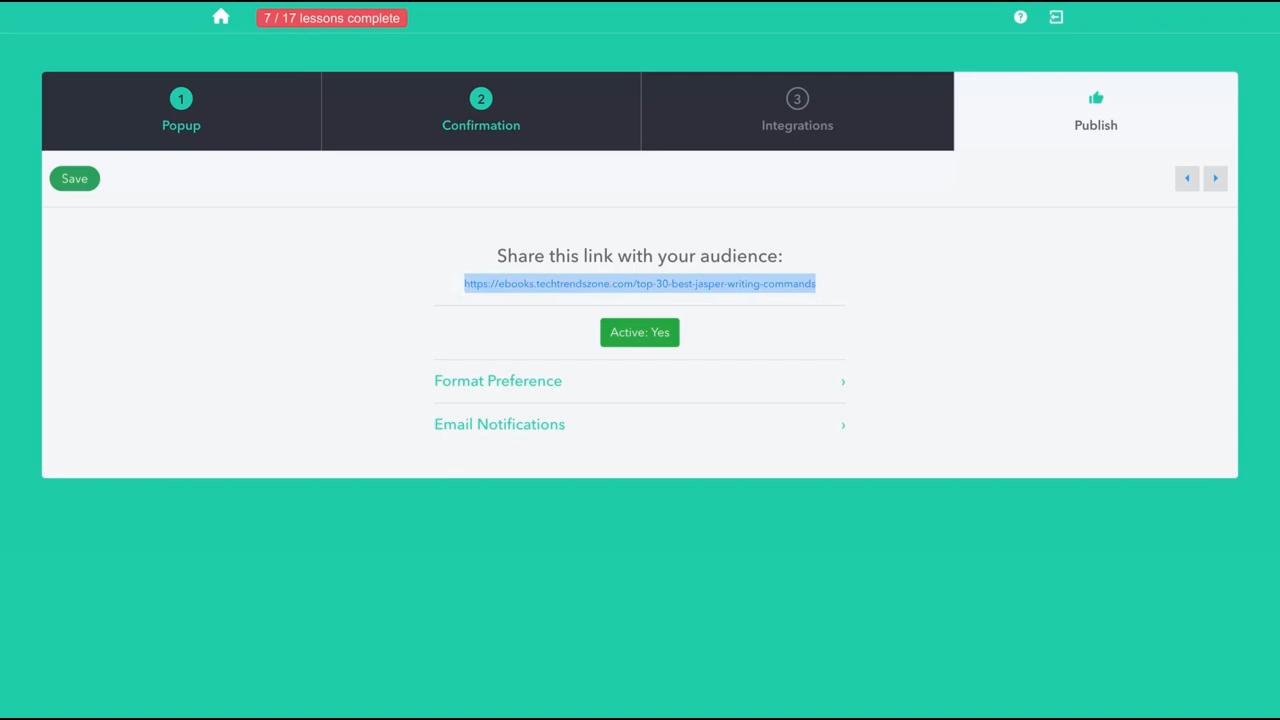 7 / 17 lessons complete
?
1
Popup
2
Confirmation
3
Integrations
Publish
Save
Share this link with your audience:
https://ebooks.techtrendszone.com/top-30-best-jasper-writing-commands
Active: Yes
Format Preference
Email Notifications